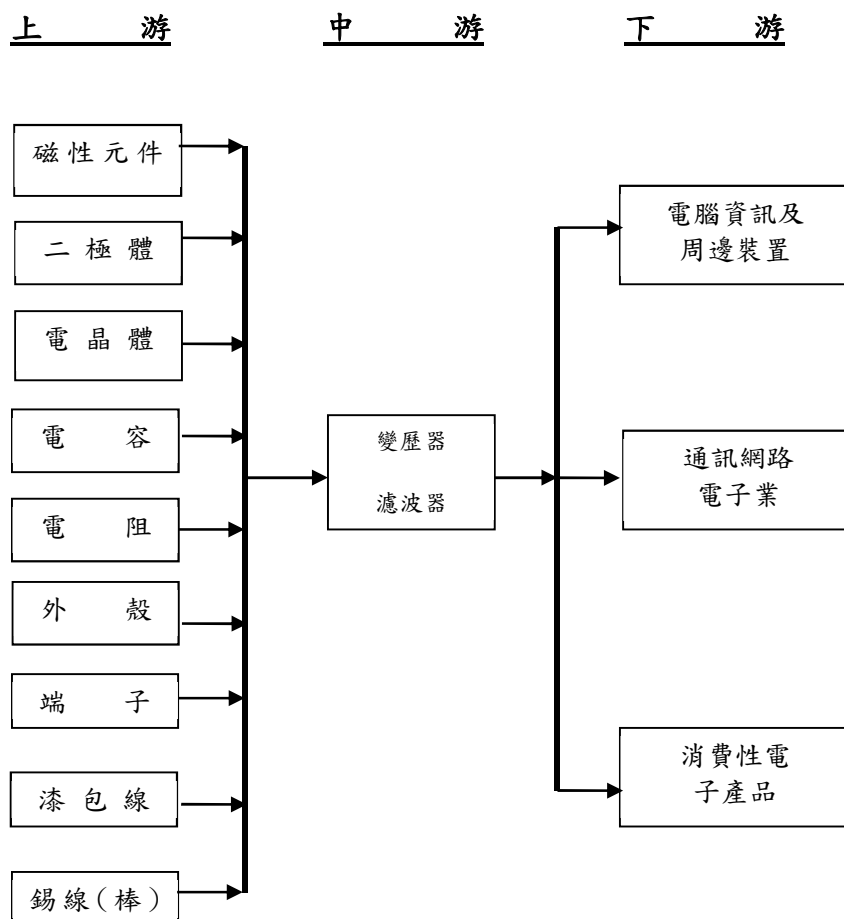 上游 中游 下游
磁性元件
二極體
電晶體
電容
電阻
外殼
端子
漆包線
錫線(棒)
變歷器
濾波器
電腦資訊及
周邊裝置
通訊網路
電子業
消費性電
子產品